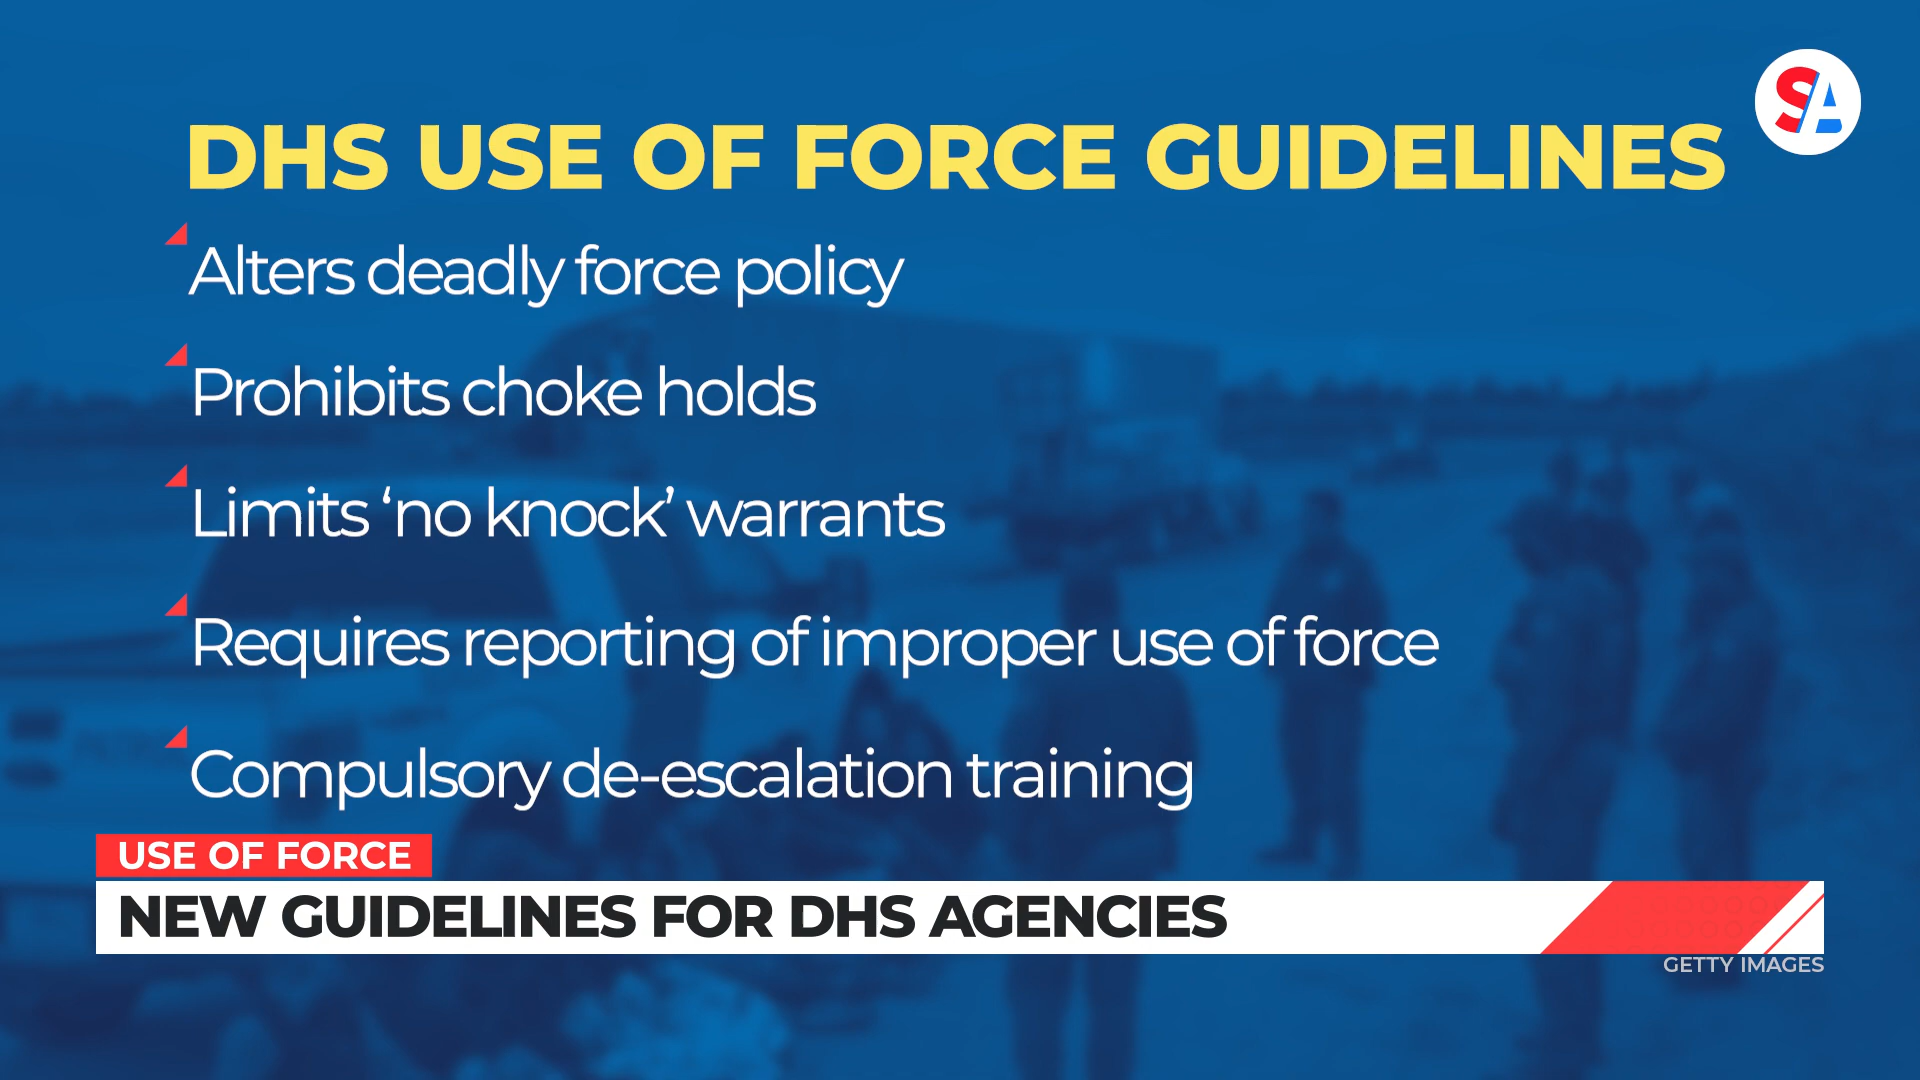 SA
DHS USE OF FORCE GUIDELINES
Alters deadly force policy
Prohibits choke holds
Limits ‘no knock’ warrants
Requires reporting of improper use of force
Compulsory de-escalation training
USE OF FORCE
NEW GUIDELINES FOR DHS AGENCIES
GETTY IMAGES